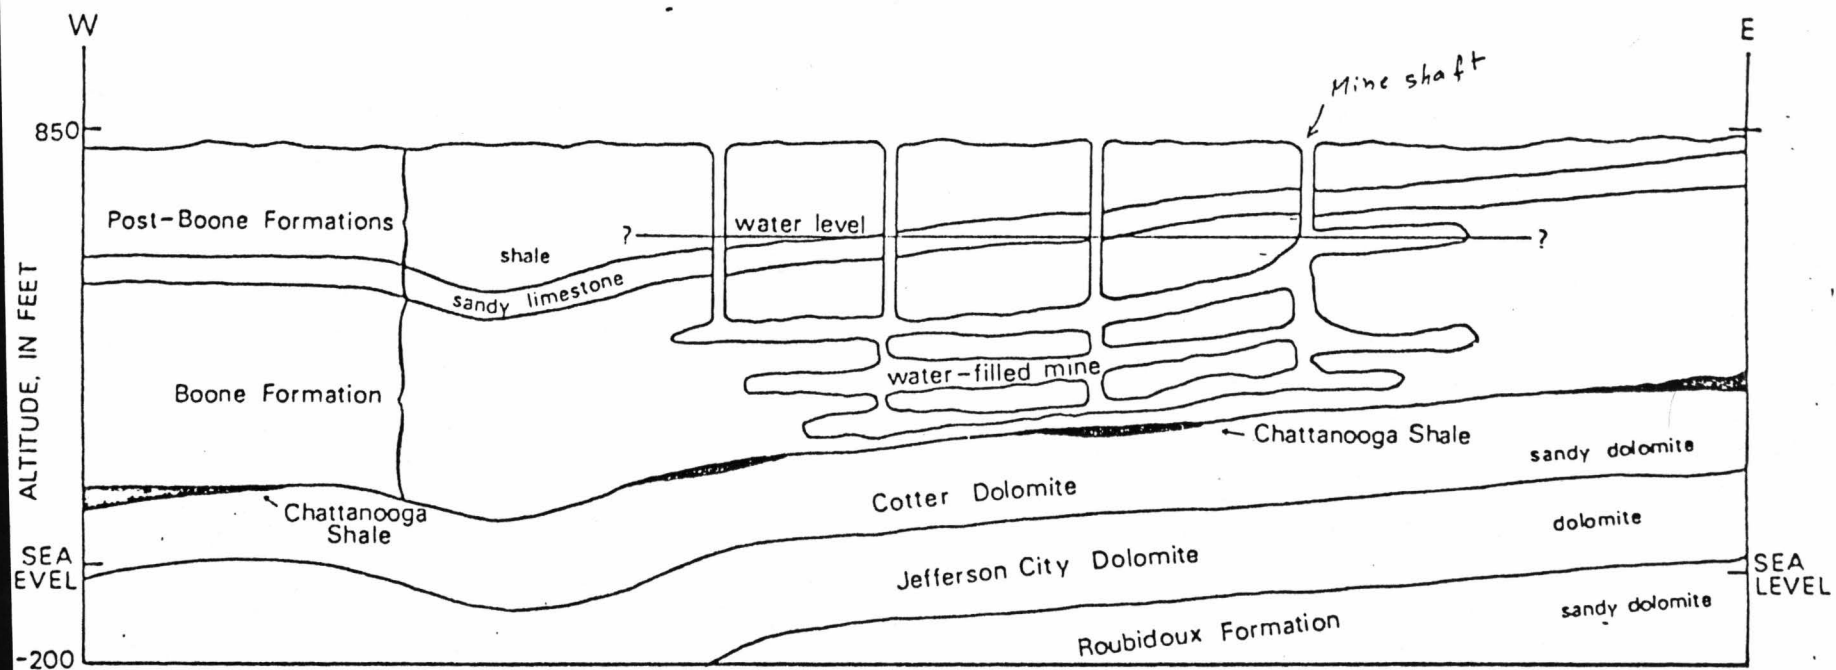 W
E
Mine shaft
850
Post-Boone Formations
water level
?
?
shale
sandy limestone
ALTITUDE, IN FEET
water-filled mine
Boone Formation
Chattanooga Shale
sandy dolomite
Cotter Dolomite
Chattanooga
Shale
dolomite
SEA
EVEL
Jefferson City Dolomite
SEA
LEVEL
sandy dolomite
Roubidoux Formation
-200